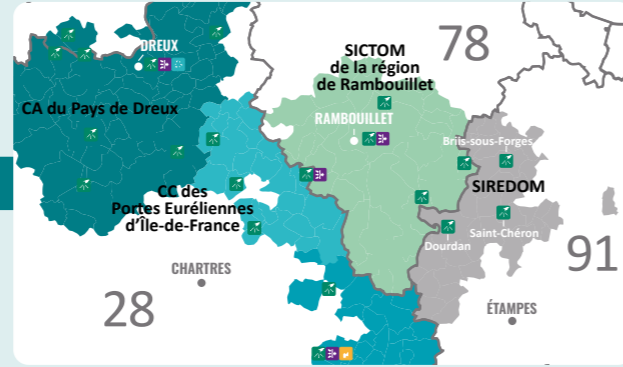 DREUX
SICTOM
de la région
de Rambouillet
78
CA du Pays de Dreux
RAMBOUILLET
Briis-sous-Forges
SIREDOM
CC des
Portes Euréliennes
d'Île-de-France
Saint-Chéron
Dourdan
91
CHARTRES
28
ÉTAMPES